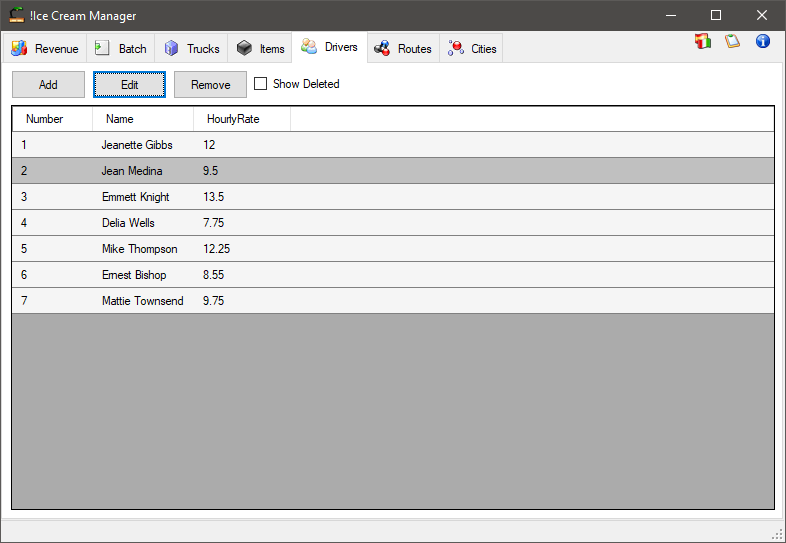 !Ice Cream Manager
Revenue Batch Trucks Items Drivers Routes Cities
Add Edit Remove Show Deleted
Number Name HourlyRate
1 Jeanette Gibbs 12
2 Jean Medina 9.5
3 Emmett Knight 13.5
4 Delia Wells 7.75
5 Mike Thompson 12.25
6 Ernest Bishop 8.55
7 Mattie Townsend 9.75